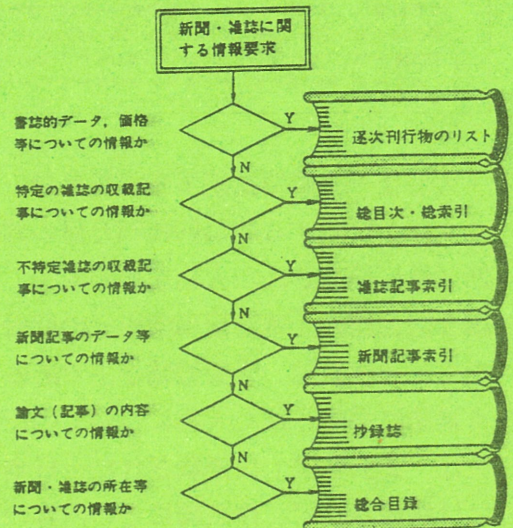 新聞・雑誌に関
する情報要求
書誌的データ，価格
等についての情報か
Y
逐次刊行物のリスト
N
特定の雑誌の収載記
事についての情報か
Y
総目次・総索引
N
不特定雑誌の収載記
事についての情報か
Y
雑誌記事索引
N
新聞記事のデータ等
についての情報か
Y
新聞記事索引
N
論文（記事）の内容
についての情報か
Y
抄録誌
N
新聞・雑誌の所在等
についての情報か
Y
総合目録